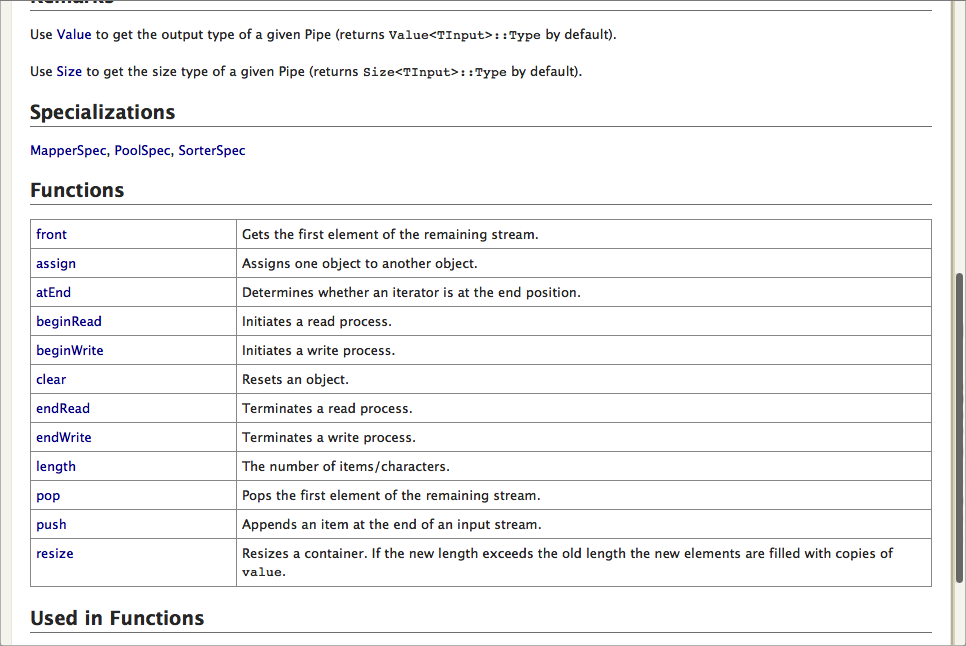 Remarks
Use Value to get the output type of a given Pipe (returns Value<TInput>::Type by default).
Use Size to get the size type of a given Pipe (returns Size<TInput>::Type by default).
Specializations
MapperSpec, PoolSpec, SorterSpec
Functions
front Gets the first element of the remaining stream.
assign Assigns one object to another object.
atEnd Determines whether an iterator is at the end position.
beginRead Initiates a read process.
beginWrite Initiates a write process.
clear Resets an object.
endRead Terminates a read process.
endWrite Terminates a write process.
length The number of items/characters.
pop Pops the first element of the remaining stream.
push Appends an item at the end of an input stream.
resize Resizes a container. If the new length exceeds the old length the new elements are filled with copies of
value.
Used in Functions